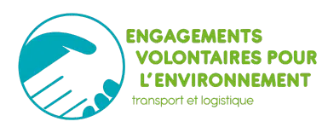 ENGAGEMENTS
VOLONTAIRES POUR
L'ENVIRONNEMENT
transport et logistique